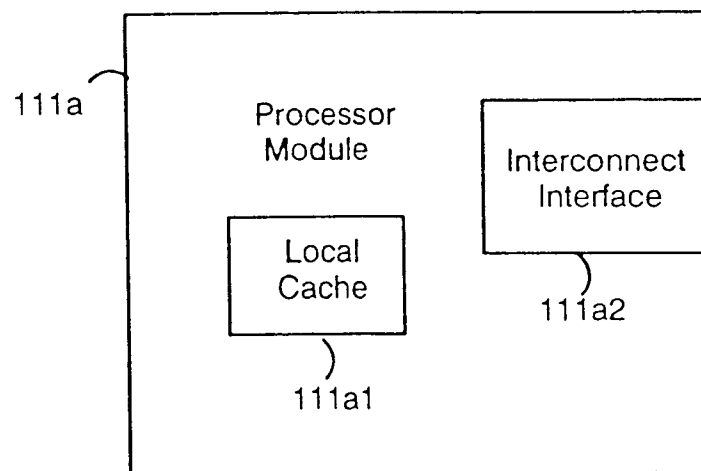 111a
Processor
Module
Interconnect
Interface
Local
Cache
111a2
111a1